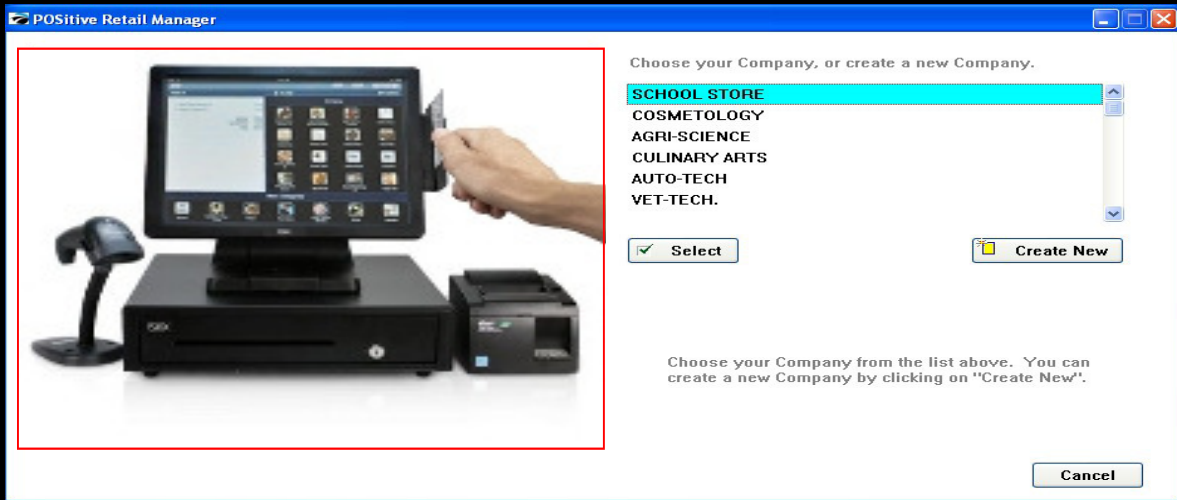 POSitive Retail Manager
Choose your Company, or create a new Company.
SCHOOL STORE
COSMETOLOGY
AGRI-SCIENCE
CULINARY ARTS
AUTO-TECH
VET-TECH.
Select
Create New
Choose your Company from the list above. You can
create a new Company by clicking on "Create New".
Cancel